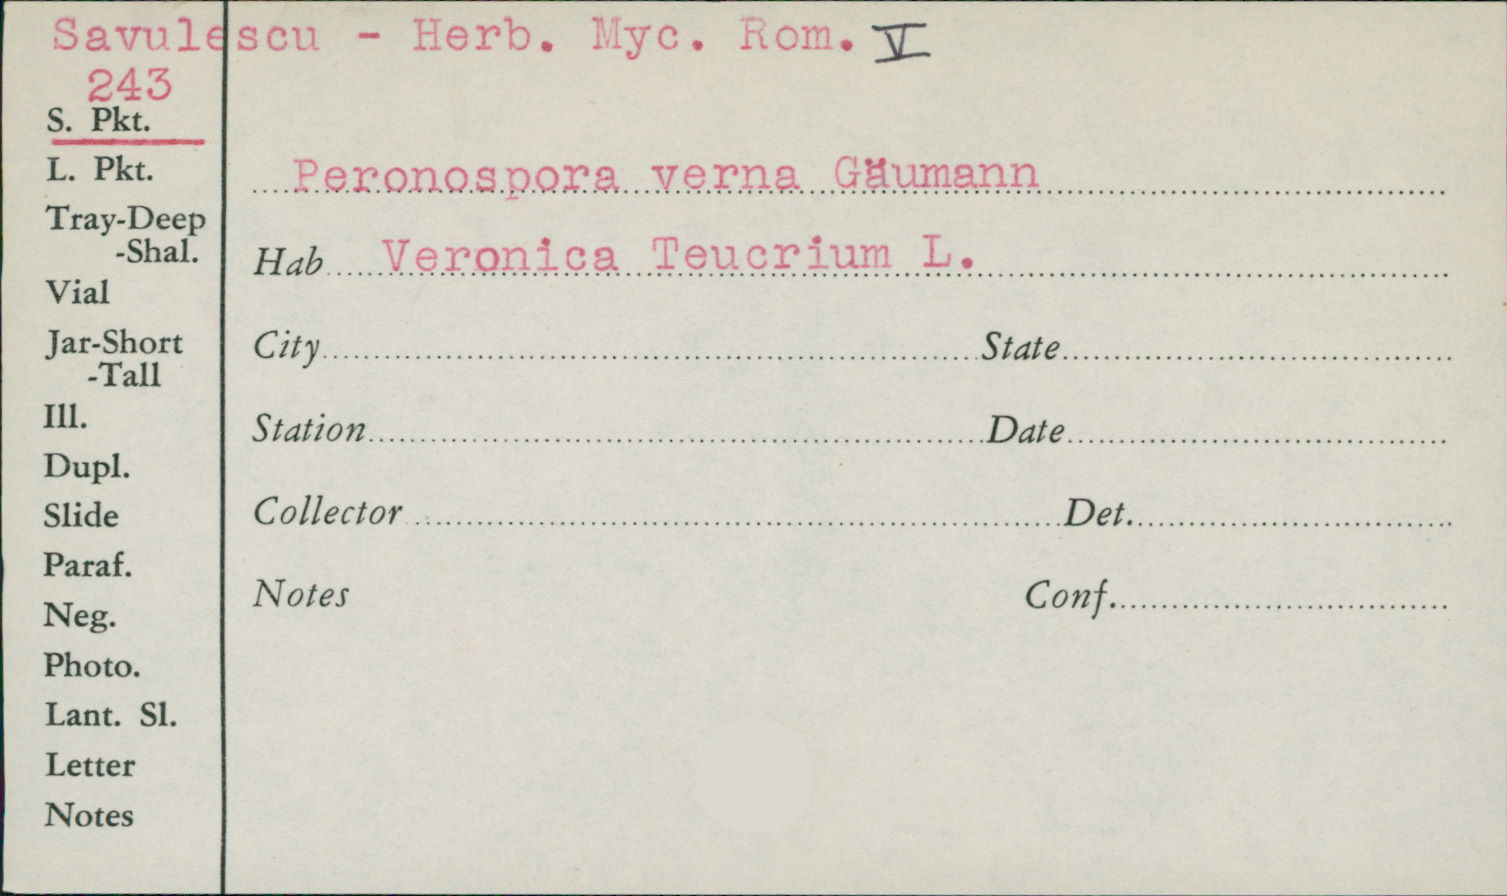 Savulescu - Herb. Myc. Rom. V
243
S. Pkt.
L. Pkt.
Tray-Deep
-Shal.
Vial
Jar-Short
-Tall
Ill.
Dupl.
Slide
Paraf.
Neg.
Photo.
Lant. Sl.
Letter
Notes
Peronospora verna Gäumann
Hab Veronica Teucrium L.
City State
Station Date
Collector Det.
Notes Conf.